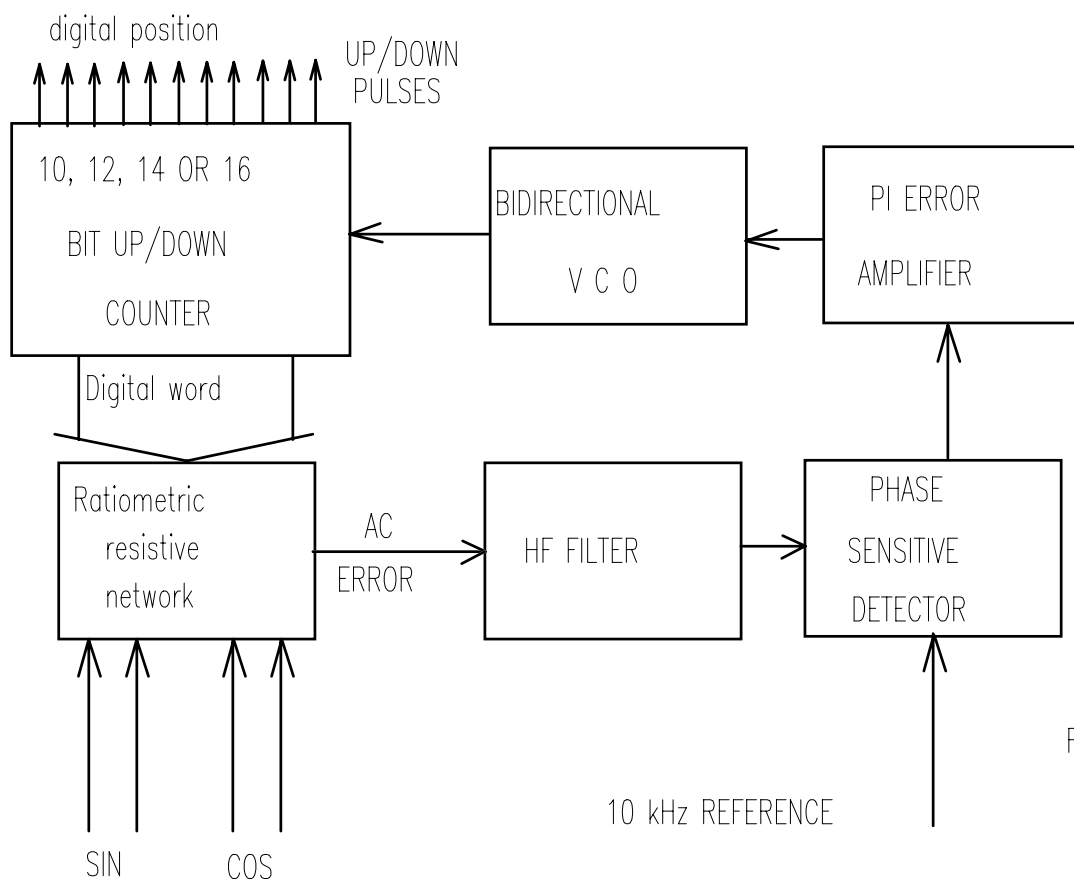 digital position
UP/DOWN
PULSES
10, 12, 14 OR 16
BIT UP/DOWN
COUNTER
BIDIRECTIONAL
V C O
PI ERROR
AMPLIFIER
Digital word
Ratiometric
resistive
network
AC
ERROR
HF FILTER
PHASE
SENSITIVE
DETECTOR
10 kHz REFERENCE
SIN
COS